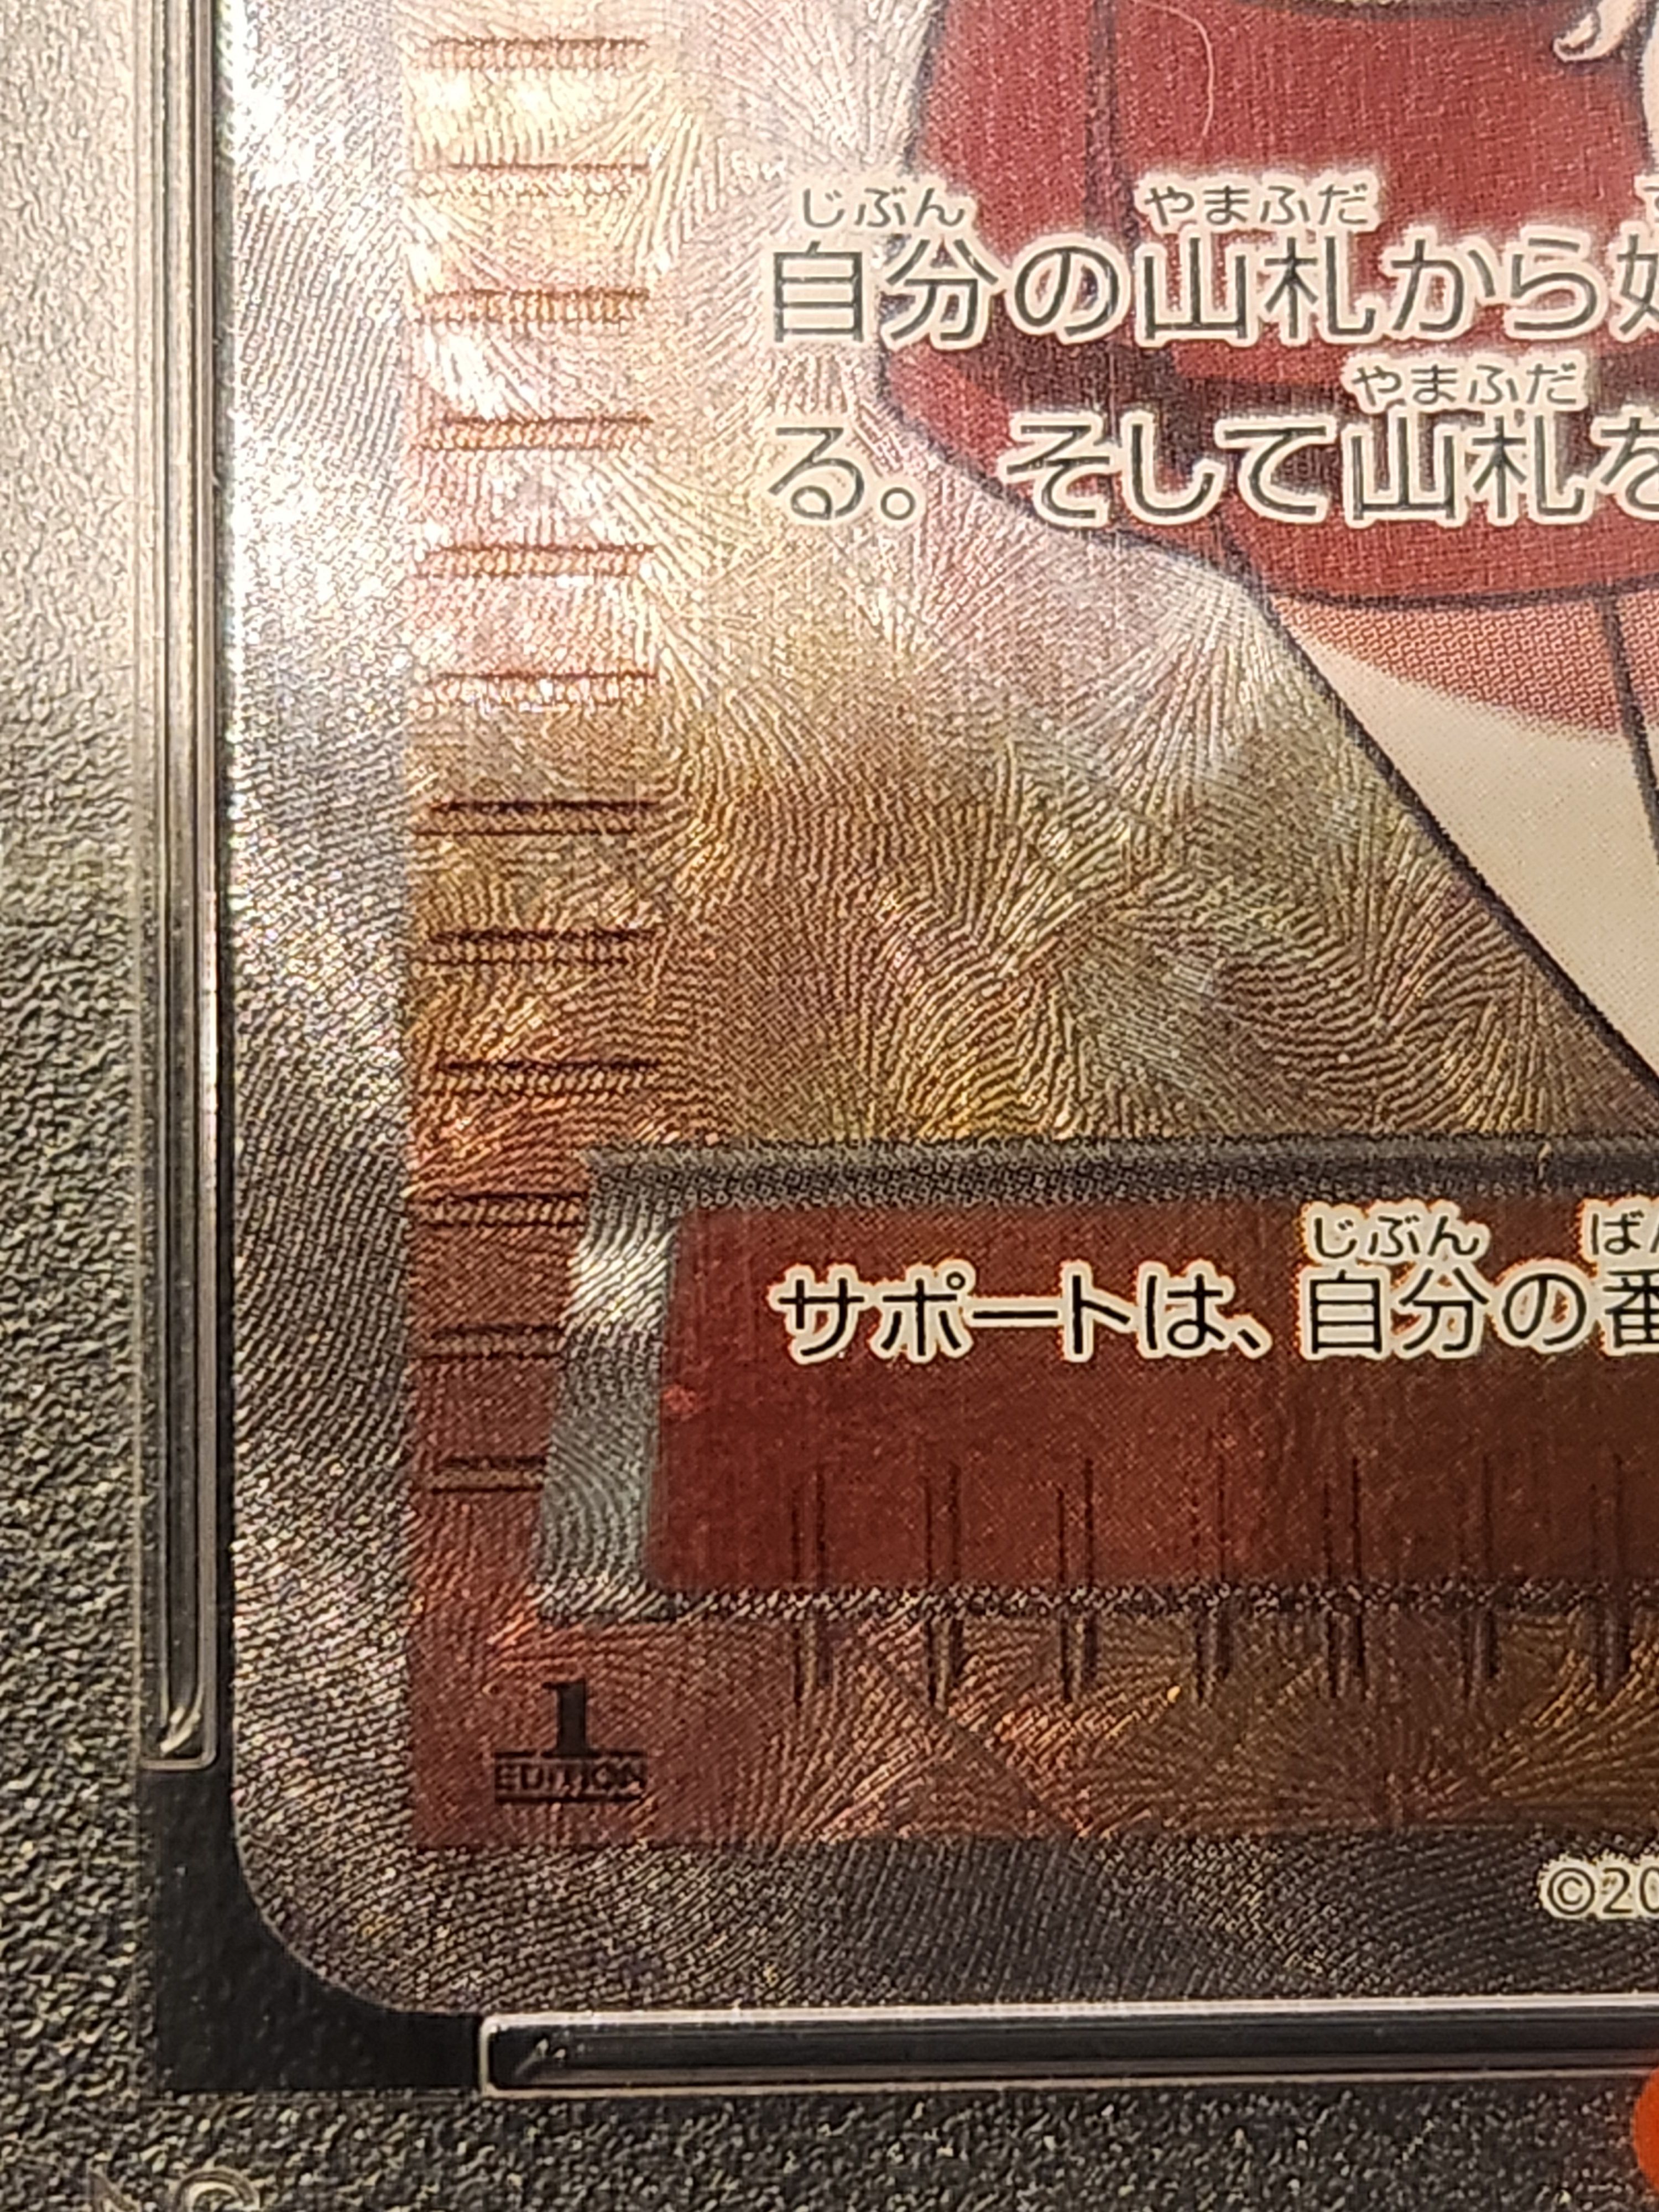 じぶん やまふだ
自分の山札から
やまふだ
る。そして山札を
じぶん
サポートは、自分の番
1
EDITION
©20